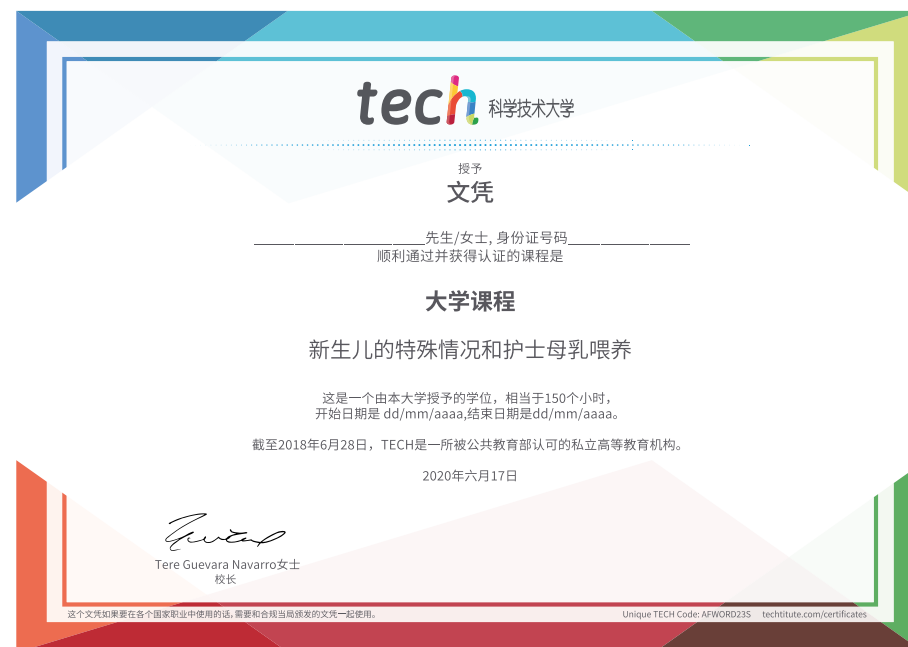 tech 科学技术大学
授予
文凭
先生/女士, 身份证号码
顺利通过并获得认证的课程是
大学课程
新生儿的特殊情况和护士母乳喂养
这是一个由本大学授予的学位，相当于150个小时，
开始日期是 dd/mm/aaaa,结束日期是dd/mm/aaaa。
截至2018年6月28日，TECH是一所被公共教育部认可的私立高等教育机构。
2020年六月17日
Tere Guevara Navarro女士
校长
这个文凭如果要在各个国家职业中使用的话,需要和合规当局颁发的文凭一起使用。
Unique TECH Code: AFWORD23S techtitute.com/certificates